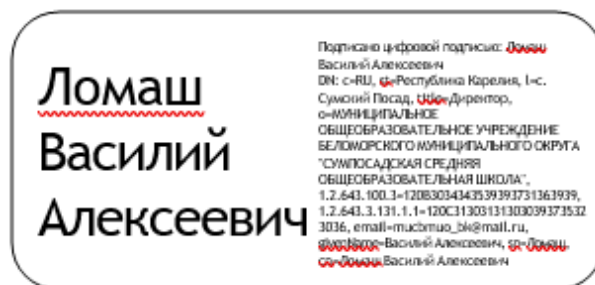 Ломаш
Василий
Алексеевич
Подписано цифровой подписью: Ломаш
Василий Алексеевич
DN: c=RU, st=Республика Карелия, l=с.
Сумский Посад, title=Директор,
o=МУНИЦИПАЛЬНОЕ
ОБЩЕОБРАЗОВАТЕЛЬНОЕ УЧРЕЖДЕНИЕ
БЕЛОМОРСКОГО МУНИЦИПАЛЬНОГО ОКРУГА
"СУМПОСАДСКАЯ СРЕДНЯЯ
ОБЩЕОБРАЗОВАТЕЛЬНАЯ ШКОЛА",
1.2.643.100.3=120B3034343539393731363939,
1.2.643.3.131.1.1=120C31303131303039373532
3036, email=mucbmuo_bk@mail.ru,
givenName=Василий Алексеевич, sn=Ломаш,
cn=Ломаш Василий Алексеевич